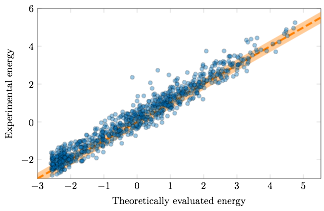 6
4
2
0
−2
Experimental energy
−3 −2 −1 0 1 2 3 4 5
Theoretically evaluated energy